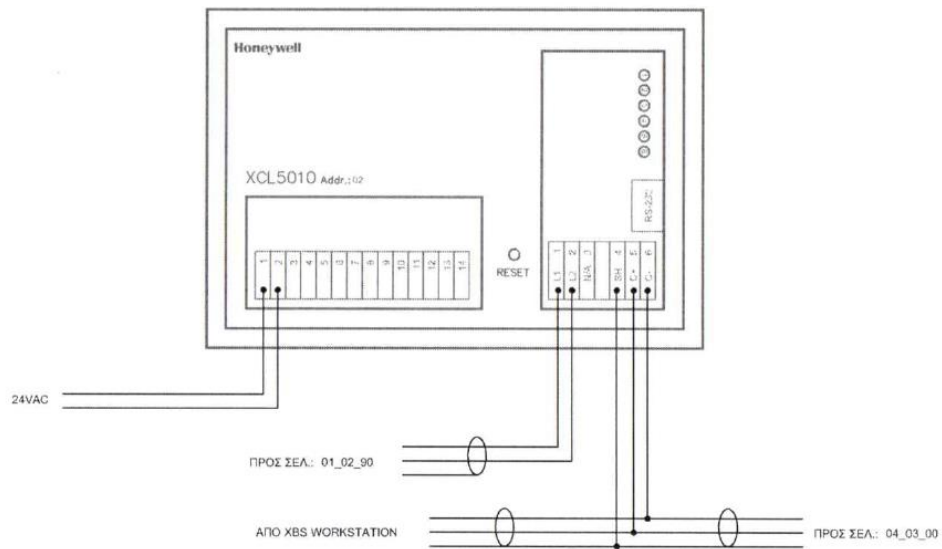 Honeywell
XCL5010 Addr.: 02
RS-232
1 2 3 4 5 6 7 8 9 10 11 12 13 14
RESET
L1 1
L2 2
N/A 3
SH 4
C+ 5
C- 6
24VAC
ΠΡΟΣ ΣΕΛ.: 01_02_90
ΑΠΟ XBS WORKSTATION
ΠΡΟΣ ΣΕΛ.: 04_03_00